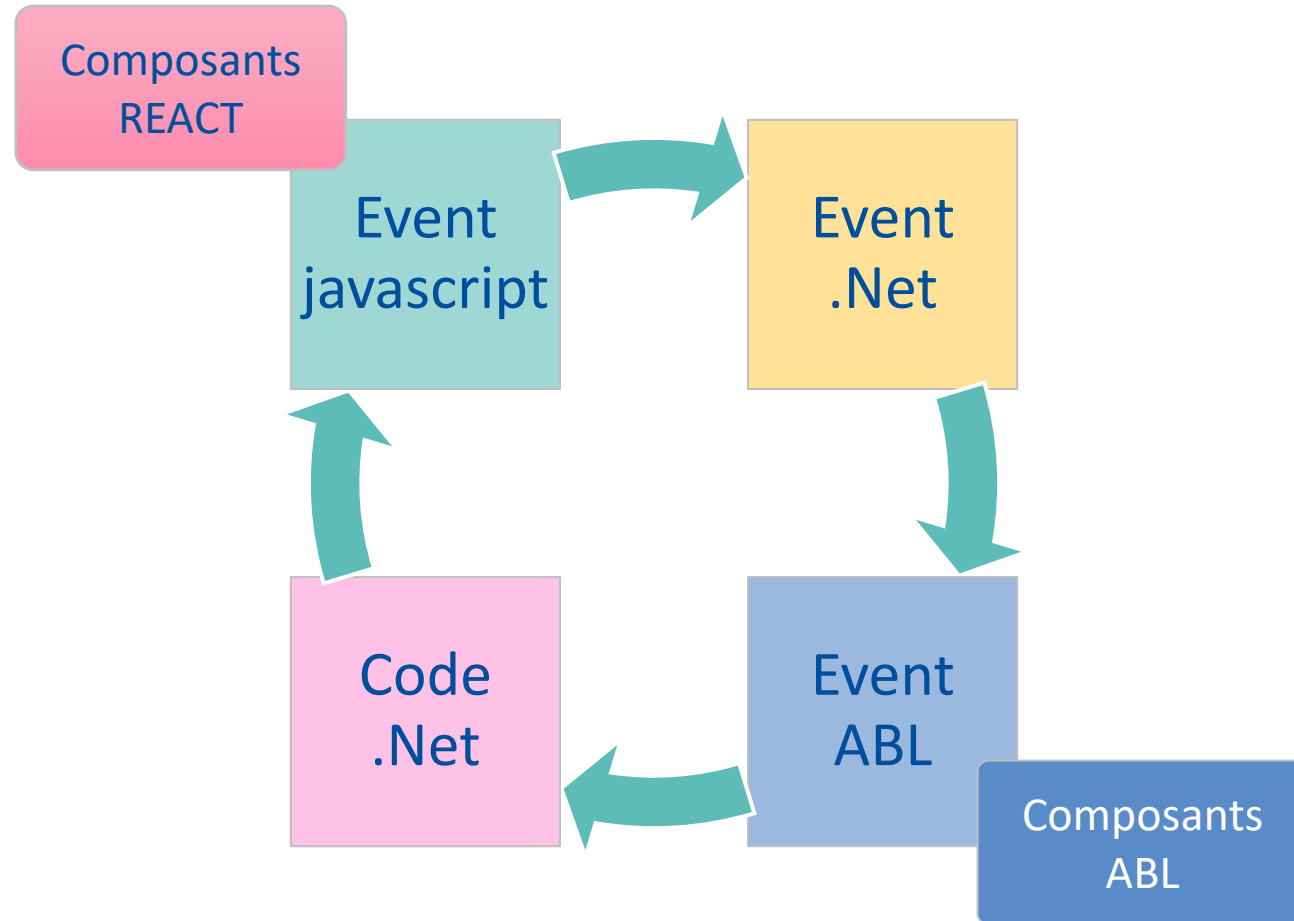 Composants
REACT
Event
javascript
Event
.Net
Code
.Net
Event
ABL
Composants
ABL